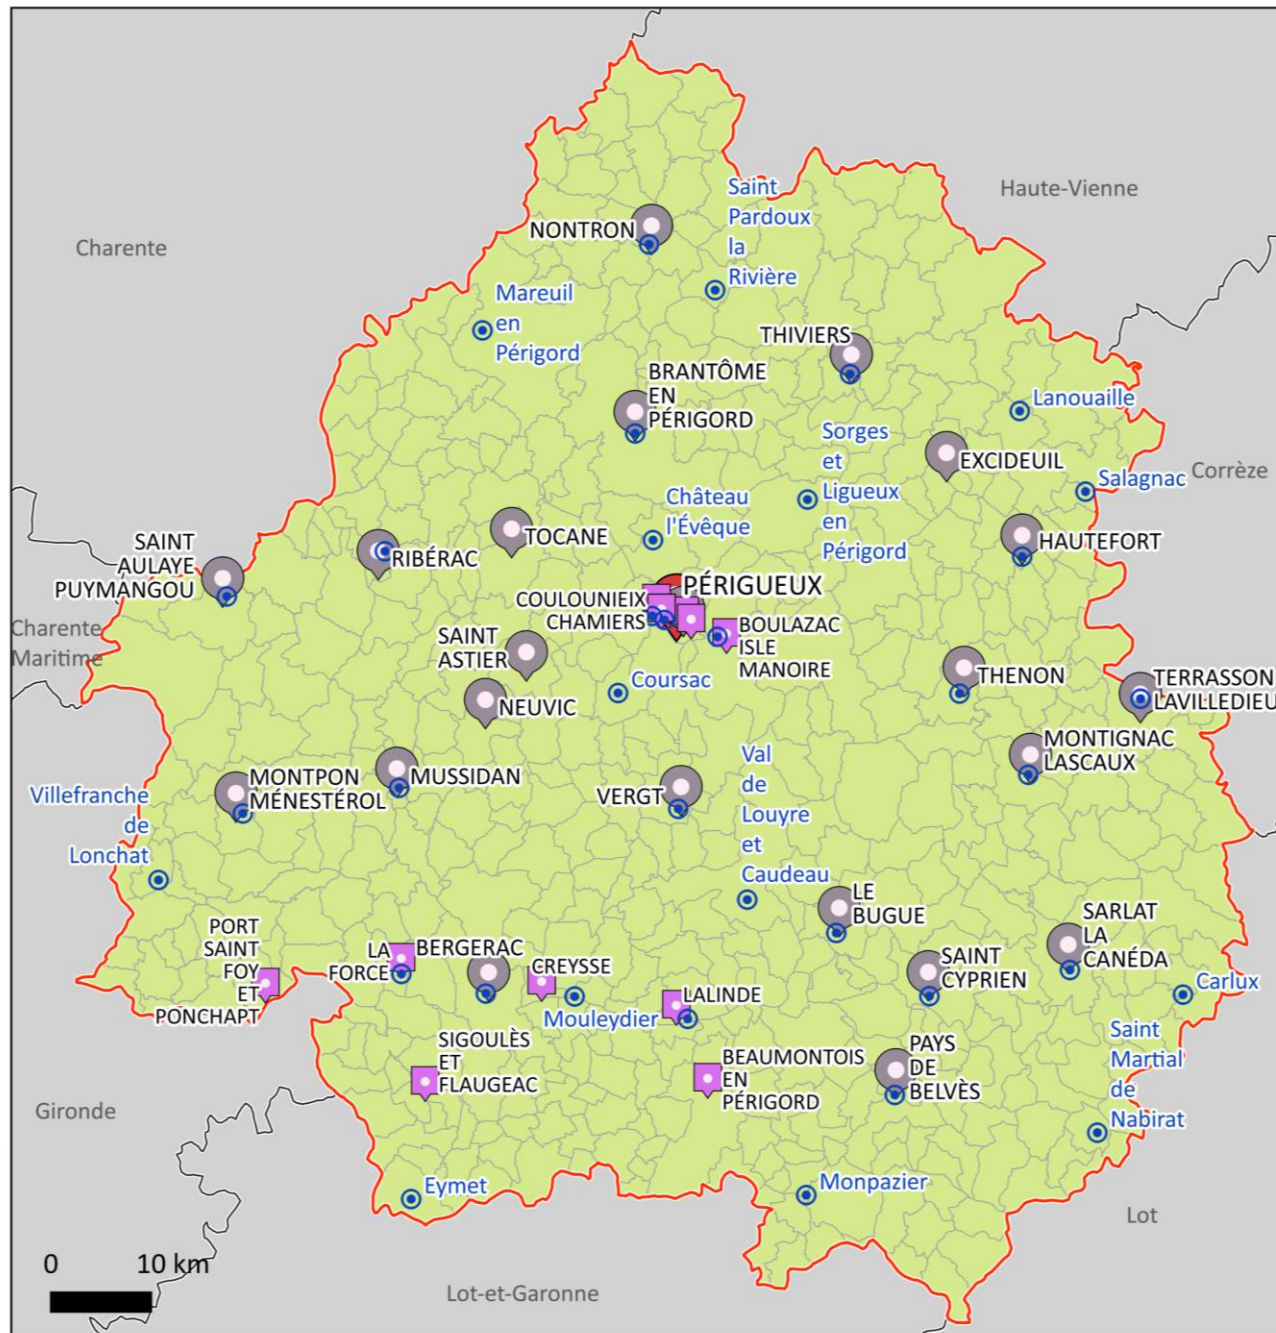 Haute-Vienne
Charente
Saint
Pardoux
la
Rivière
NONTRON
Mareuil
en
Périgord
THIVIERS
BRANTÔME
EN
PÉRIGORD
Lanouaille
Sorges
et
Ligueux
en
Périgord
EXCIDEUIL
Corrèze
Salagnac
Château
l'Évêque
TOCANE
HAUTEFORT
SAINT
AULAYE
PUYMANGOU
RIBÉRAC
PÉRIGUEUX
COULOUNIEIX
CHAMIERS
BOULAZAC
ISLE
MANOIRE
Charente
Maritime
SAINT
ASTIER
Coursac
THENON
TERRASSON
LAVILLEDIEU
NEUVIC
MONTIGNAC
LASCAUX
Val
de
Louyre
et
Caudeau
MUSSIDAN
MONTPON
MÉNESTÉROL
VERGT
Villefranche
de
Lonchat
LE
BUGUE
SARLAT
LA
CANÉDA
PORT
SAINT
FOY
ET
PONCHAPT
LA
FORCE
BERGERAC
CREYSSE
SAINT
CYPRIEN
Carlux
Mouleydier
LALINDE
SIGOULÈS
ET
FLAUGEAC
BEAUMONTOIS
EN
PÉRIGORD
PAYS
DE
BELVÈS
Saint
Martial
de
Nabirat
Gironde
Eymet
Monpazier
Lot
0 10 km
Lot-et-Garonne